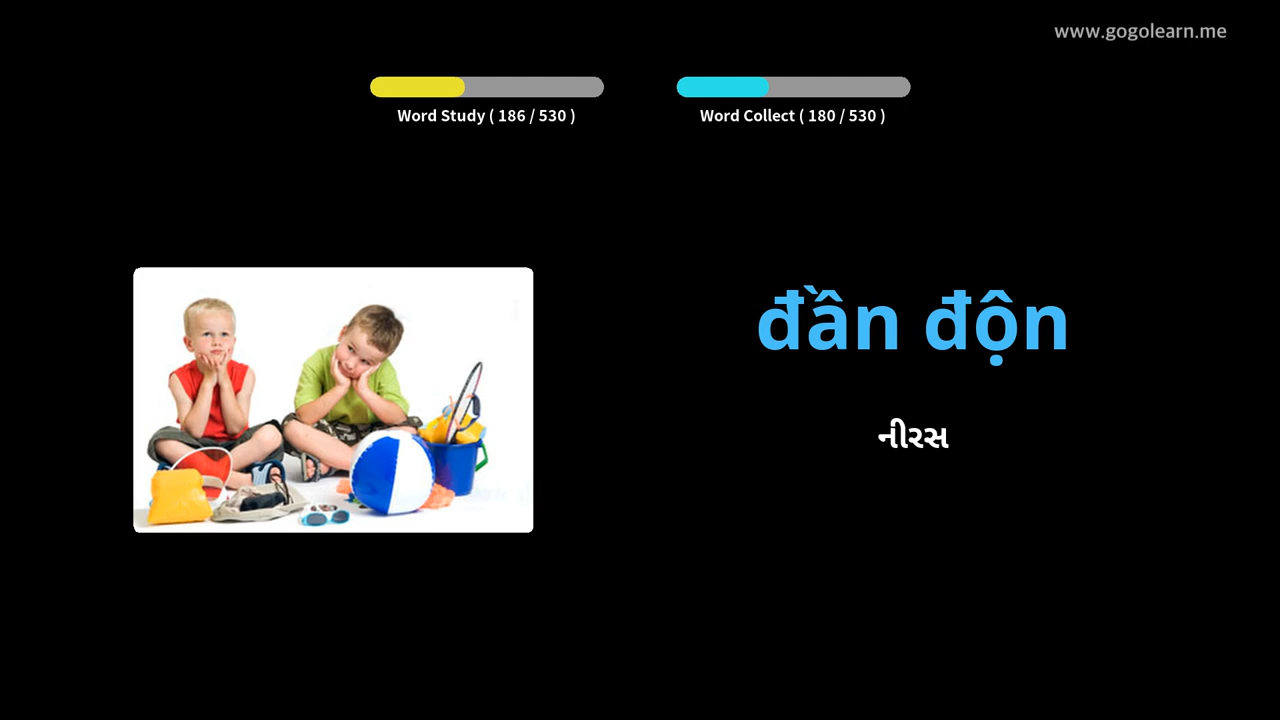 www.gogolearn.me
Word Study ( 186 / 530 )
Word Collect ( 180 / 530 )
đần độn
નીરસ